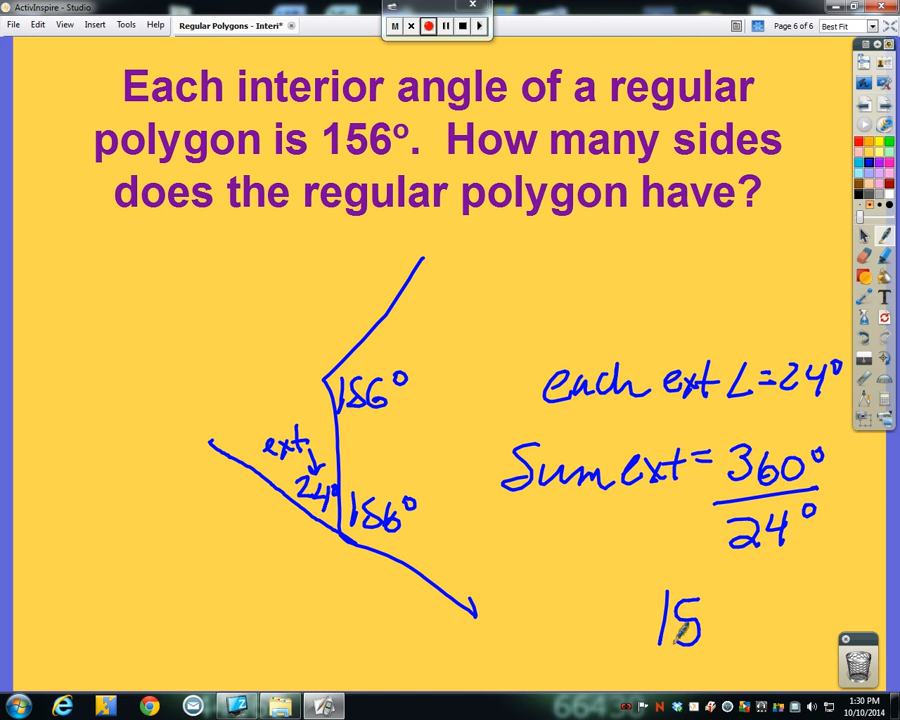 ActivInspire - Studio
File Edit View Insert Tools Help
Regular Polygons - Interi*
M
Page 6 of 6
Best Fit
Each interior angle of a regular
polygon is 156º. How many sides
does the regular polygon have?
156°
ext.
24°
156°
each ext ∠=24°
Sum ext = 360°
24°
15
1:30 PM
10/10/2014